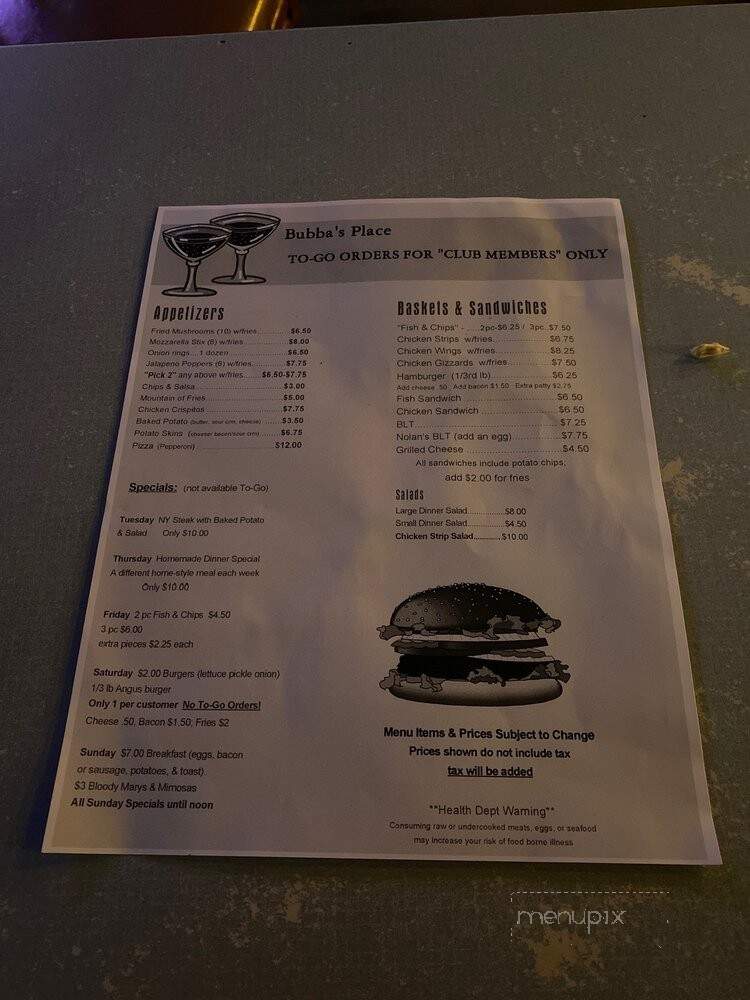 Bubba's Place
TO-GO ORDERS FOR "CLUB MEMBERS" ONLY
Appetizers
Fried Mushrooms (10) w/fries............$6.50
Mozzarella Stix (6) w/fries...............$8.00
Onion rings....1 dozen....................$6.50
Jalapeno Poppers (6) w/fries............$7.75
"Pick 2" any above w/fries......$6.50-$7.75
Chips & Salsa..............................$3.00
Mountain of Fries.........................$5.00
Chicken Crispitos.........................$7.75
Baked Potato (butter, sour crm, cheese) ......$3.50
Potato Skins (cheese/ bacon/sour crm).......$6.75
Pizza (Pepperoni) ..........................$12.00
Specials: (not available To-Go)
Tuesday NY Steak with Baked Potato
& Salad Only $10.00
Thursday Homemade Dinner Special
A different home-style meal each week
Only $10.00
Friday 2 pc Fish & Chips $4.50
3 pc $6.00
extra pieces $2.25 each
Saturday $2.00 Burgers (lettuce pickle onion)
1/3 lb Angus burger
Only 1 per customer No To-Go Orders!
Cheese .50, Bacon $1.50; Fries $2
Sunday $7.00 Breakfast (eggs, bacon
or sausage, potatoes, & toast)
$3 Bloody Marys & Mimosas
All Sunday Specials until noon
Baskets & Sandwiches
"Fish & Chips" - .....2pc-$6.25 / 3pc..$7.50
Chicken Strips w/fries....................$6.75
Chicken Wings w/fries....................$8.25
Chicken Gizzards w/fries...............$7.50
Hamburger (1/3rd lb).....................$6.25
Add cheese .50 Add bacon $1.50 Extra patty $2.75
Fish Sandwich ..............................$6.50
Chicken Sandwich .........................$6.50
BLT..............................................$7.25
Nolan's BLT (add an egg)................$7.75
Grilled Cheese ...............................$4.50
All sandwiches include potato chips;
add $2.00 for fries
Salads
Large Dinner Salad................$8.00
Small Dinner Salad................$4.50
Chicken Strip Salad...........$10.00
Menu Items & Prices Subject to Change
Prices shown do not include tax
tax will be added
**Health Dept Warning**
Consuming raw or undercooked meats, eggs, or seafood
may increase your risk of food borne illness
menupix